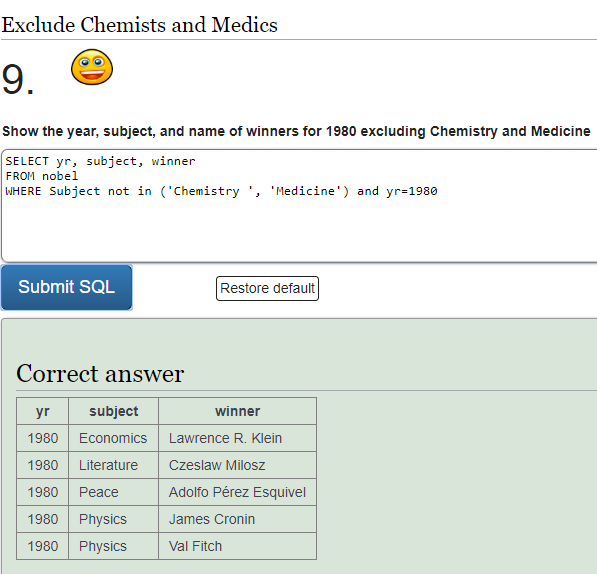 Exclude Chemists and Medics
9.
Show the year, subject, and name of winners for 1980 excluding Chemistry and Medicine
SELECT yr, subject, winner
FROM nobel
WHERE Subject not in ('Chemistry ', 'Medicine') and yr=1980
Submit SQL Restore default
Correct answer
yr subject winner
1980 Economics Lawrence R. Klein
1980 Literature Czeslaw Milosz
1980 Peace Adolfo Pérez Esquivel
1980 Physics James Cronin
1980 Physics Val Fitch